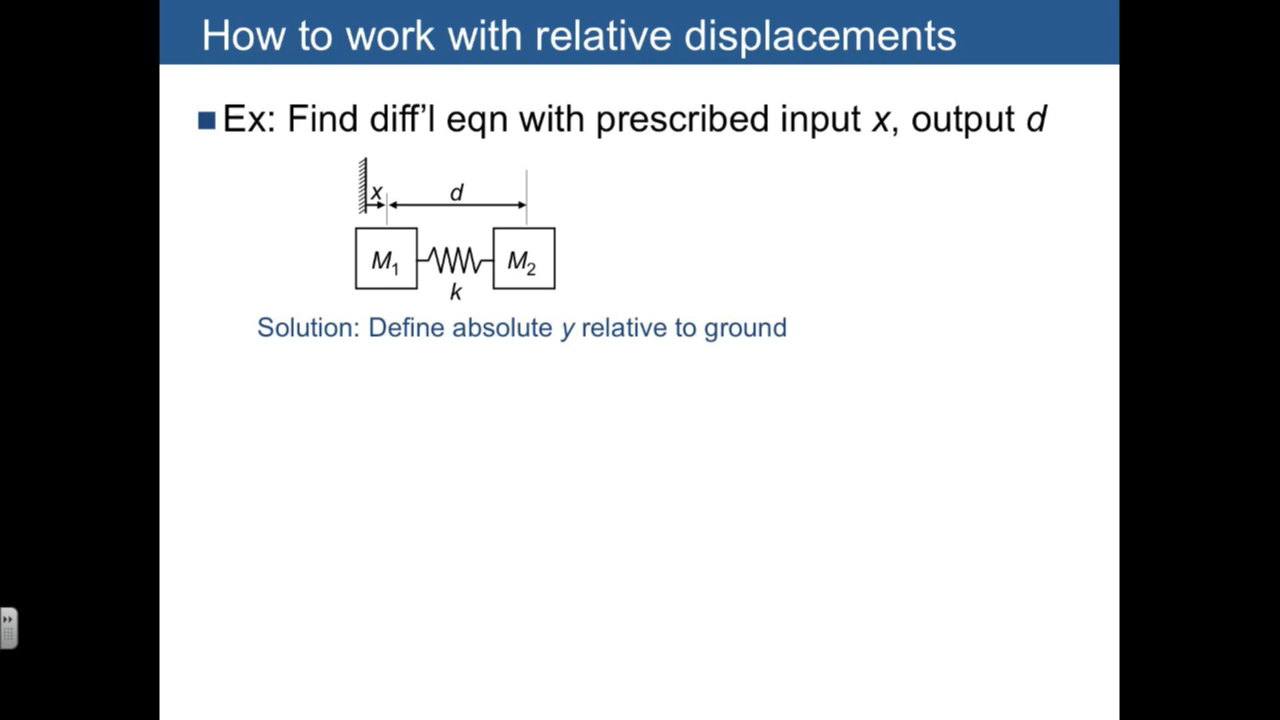 How to work with relative displacements
Ex: Find diff'l eqn with prescribed input x, output d
x d
M1 M2
k
Solution: Define absolute y relative to ground